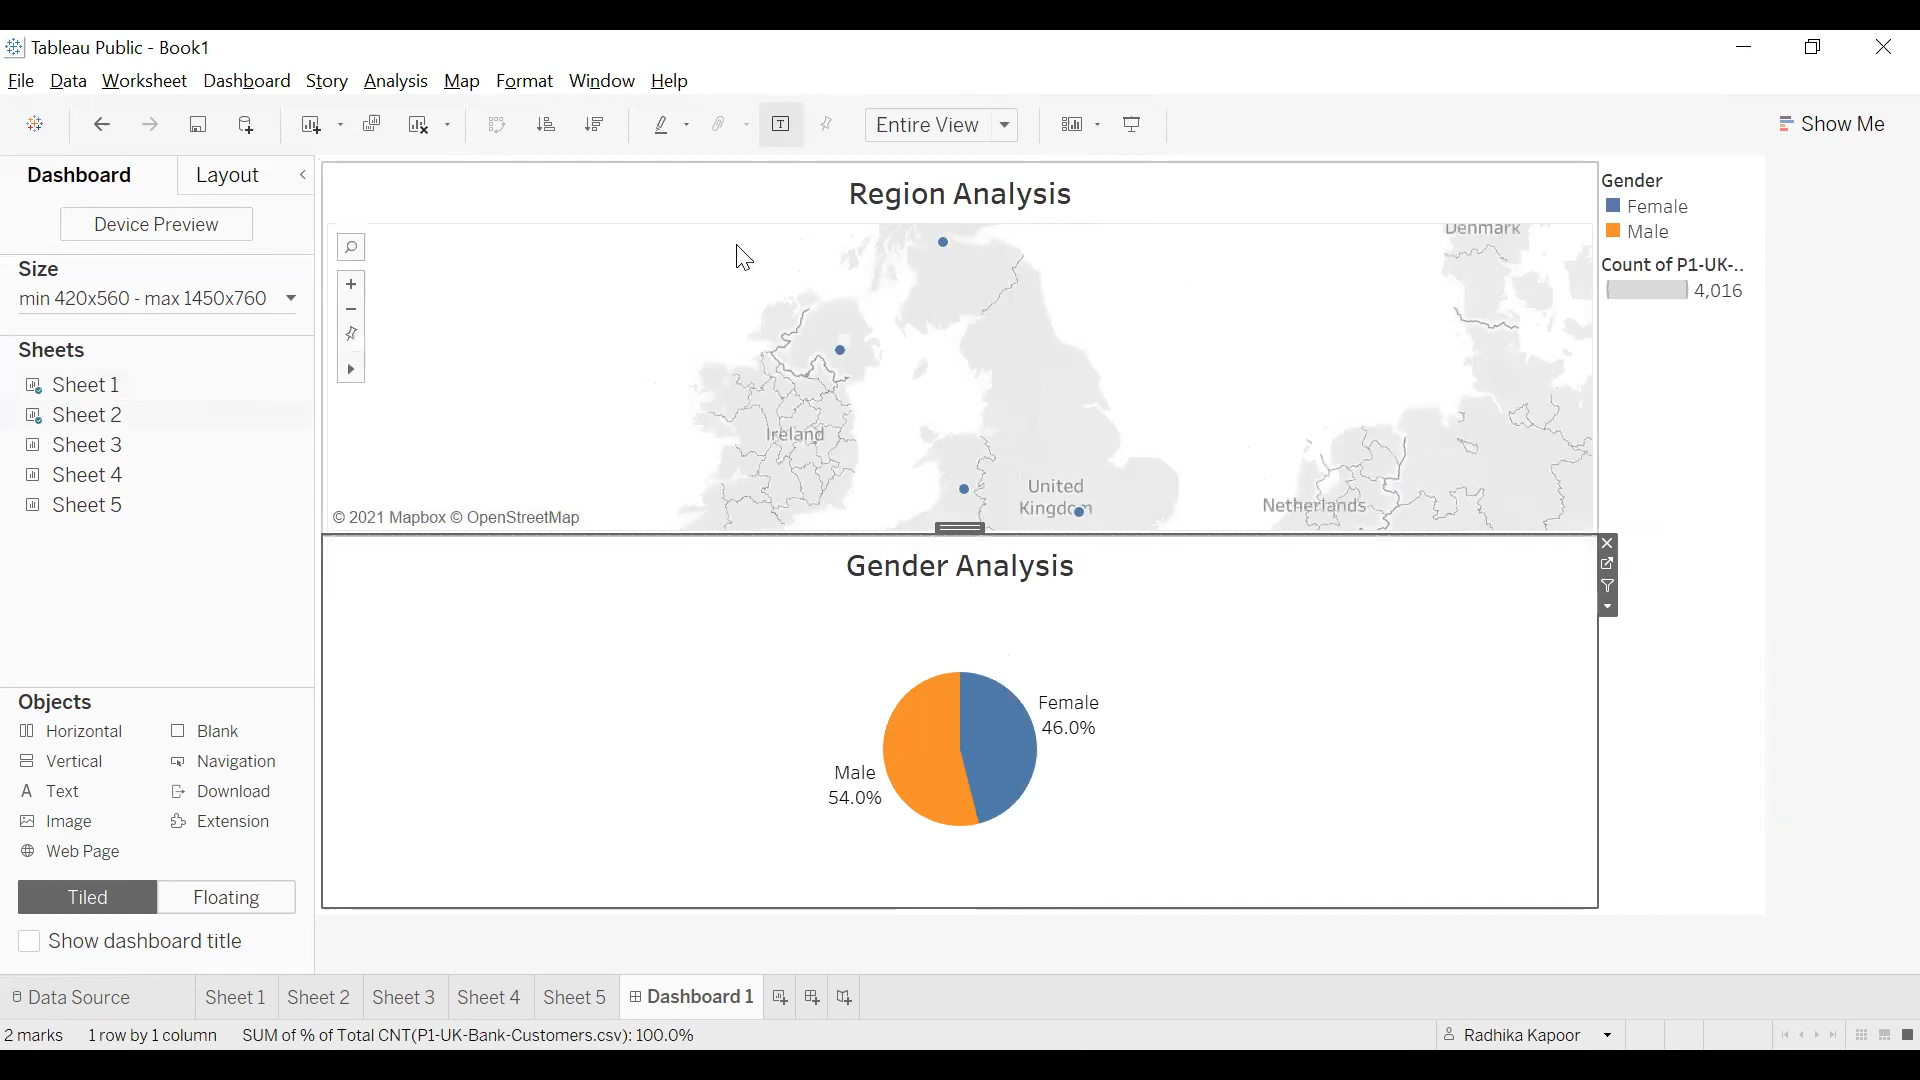 Tableau Public - Book1
File Data Worksheet Dashboard Story Analysis Map Format Window Help
Entire View
Show Me
Dashboard
Layout
Device Preview
Size
min 420x560 - max 1450x760
Sheets
Sheet 1
Sheet 2
Sheet 3
Sheet 4
Sheet 5
Objects
Horizontal
Blank
Vertical
Navigation
Text
Download
Image
Extension
Web Page
Tiled
Floating
Show dashboard title
Region Analysis
Denmark
Ireland
United
Kingdom
Netherlands
© 2021 Mapbox © OpenStreetMap
Gender Analysis
Female
46.0%
Male
54.0%
Gender
Female
Male
Count of P1-UK-..
4,016
Data Source
Sheet 1
Sheet 2
Sheet 3
Sheet 4
Sheet 5
Dashboard 1
2 marks
1 row by 1 column
SUM of % of Total CNT(P1-UK-Bank-Customers.csv): 100.0%
Radhika Kapoor